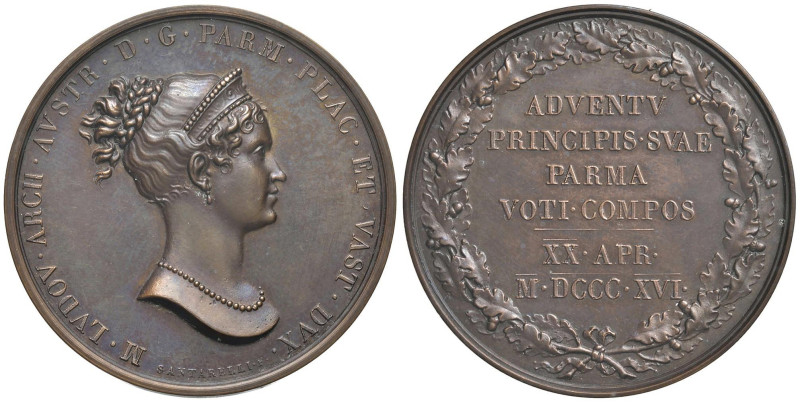 M · LVDOV · ARCH · AVSTR · D · G · PARM · PLAC · ET · VAST · DVX ·
SANTARELLI F.
ADVENTV
PRINCIPIS · SVAE
PARMA
VOTI · COMPOS
XX · APR ·
M · DCCC · XVI ·